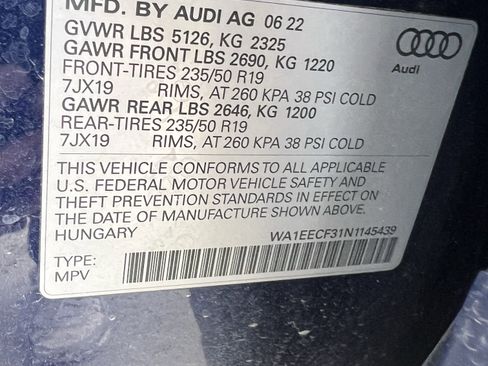 MFD. BY AUDI AG 06 22
GVWR LBS 5126, KG 2325
GAWR FRONT LBS 2690, KG 1220
FRONT-TIRES 235/50 R19
7JX19 RIMS, AT 260 KPA 38 PSI COLD
GAWR REAR LBS 2646, KG 1200
REAR-TIRES 235/50 R19
7JX19 RIMS, AT 260 KPA 38 PSI COLD
Audi
THIS VEHICLE CONFORMS TO ALL APPLICABLE
U.S. FEDERAL MOTOR VEHICLE SAFETY AND
THEFT PREVENTION STANDARDS IN EFFECT ON
THE DATE OF MANUFACTURE SHOWN ABOVE.
HUNGARY WA1EECF31N1145439
TYPE:
MPV